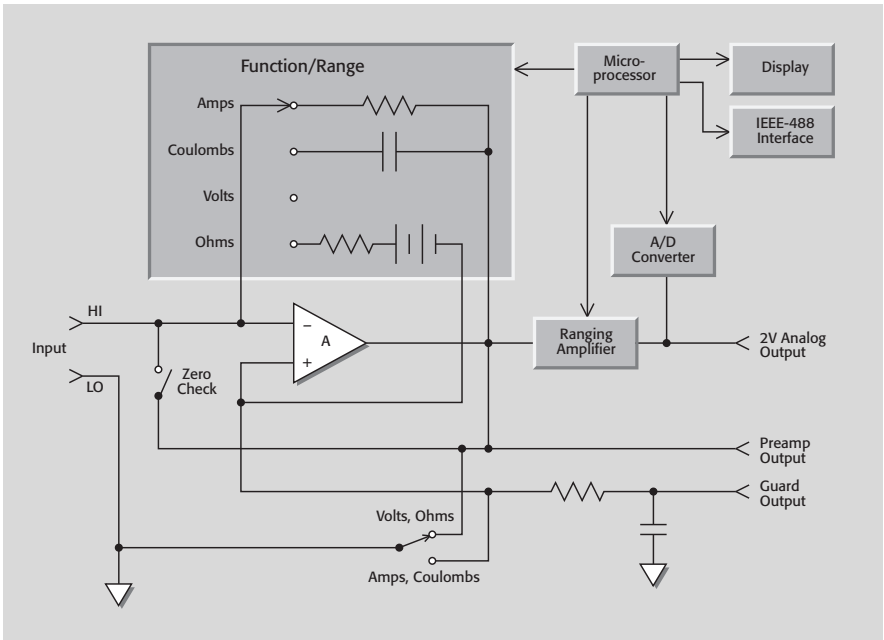 Function/Range
Micro-
processor
Display
IEEE-488
Interface
Amps
Coulombs
Volts
Ohms
A/D
Converter
HI
Input
LO
Zero
Check
–
A
+
Ranging
Amplifier
2V Analog
Output
Preamp
Output
Guard
Output
Volts, Ohms
Amps, Coulombs